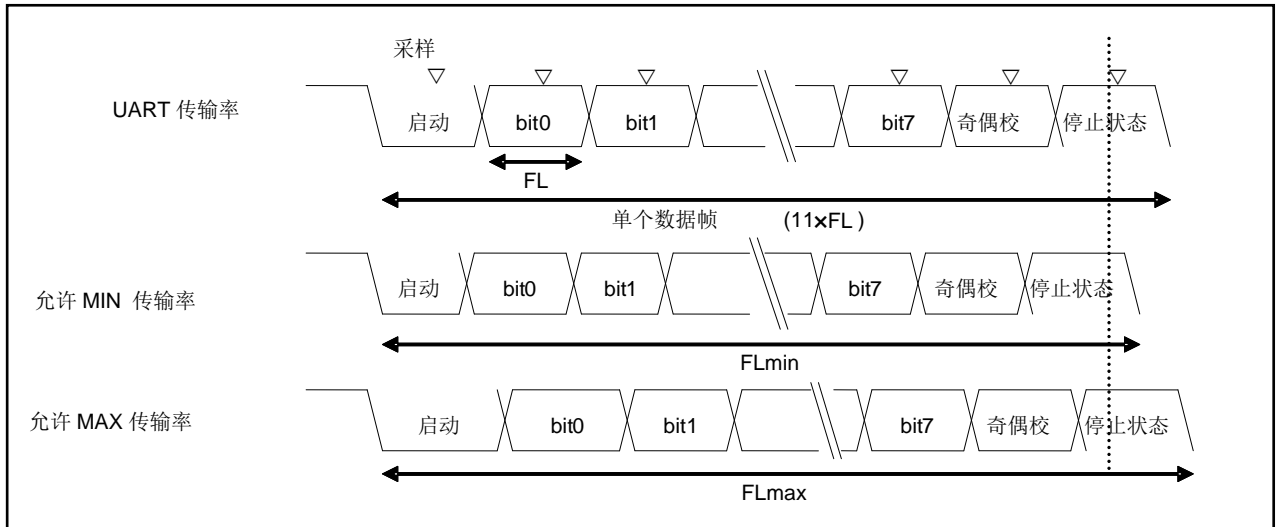 采样
UART 传输率
启动 bit0 bit1 bit7 奇偶校 停止状态
FL
单个数据帧 (11×FL )
允许 MIN 传输率
启动 bit0 bit1 bit7 奇偶校 停止状态
FLmin
允许 MAX 传输率
启动 bit0 bit1 bit7 奇偶校 停止状态
FLmax